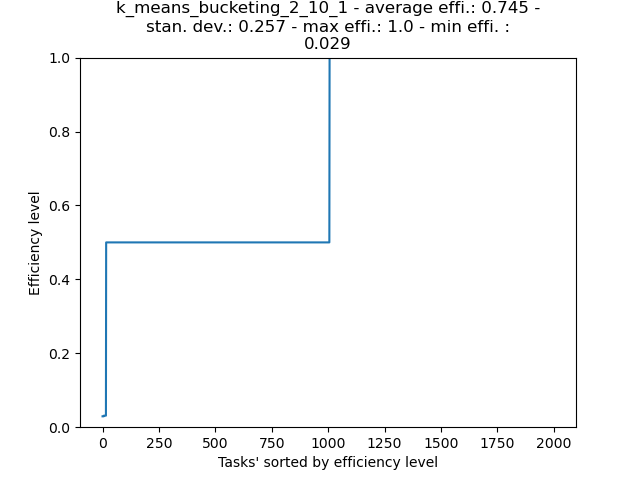 k_means_bucketing_2_10_1 - average effi.: 0.745 -
stan. dev.: 0.257 - max effi.: 1.0 - min effi. :
0.029
1.0
0.8
0.6
0.4
0.2
0.0
Efficiency level
0 250 500 750 1000 1250 1500 1750 2000
Tasks' sorted by efficiency level